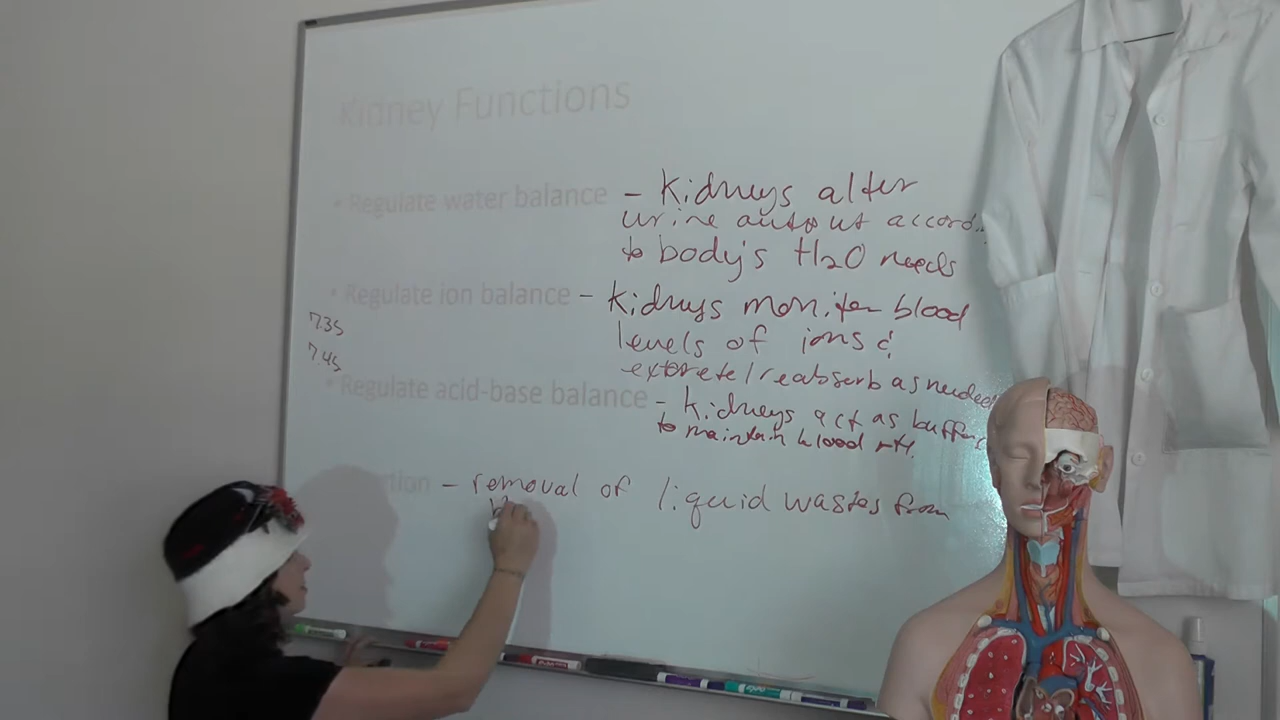 Kidney Functions
• Regulate water balance – Kidneys alter
urine output accord
to body's H2O needs
• Regulate ion balance – Kidneys moniter blood
levels of ions &
excrete/reabsorb as needed
7.35
7.45
• Regulate acid-base balance – Kidneys act as buffers
to maintain blood pH.
tion – removal of liquid wastes from